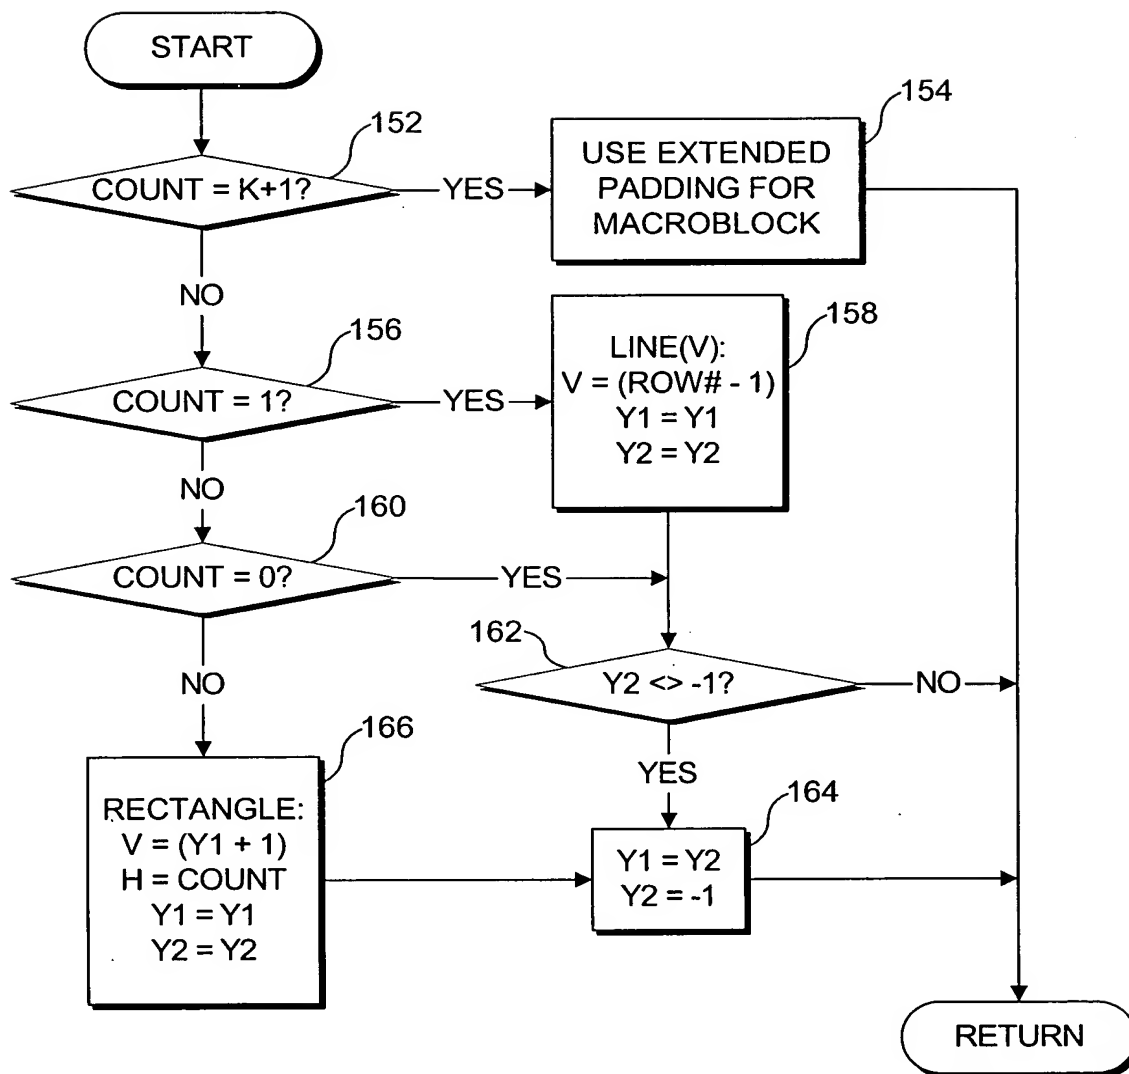 START
152
COUNT = K+1?
YES
154
USE EXTENDED
PADDING FOR
MACROBLOCK
NO
156
COUNT = 1?
YES
158
LINE(V):
V = (ROW# - 1)
Y1 = Y1
Y2 = Y2
NO
160
COUNT = 0?
YES
162
Y2 <> -1?
NO
NO
YES
166
RECTANGLE:
V = (Y1 + 1)
H = COUNT
Y1 = Y1
Y2 = Y2
164
Y1 = Y2
Y2 = -1
RETURN